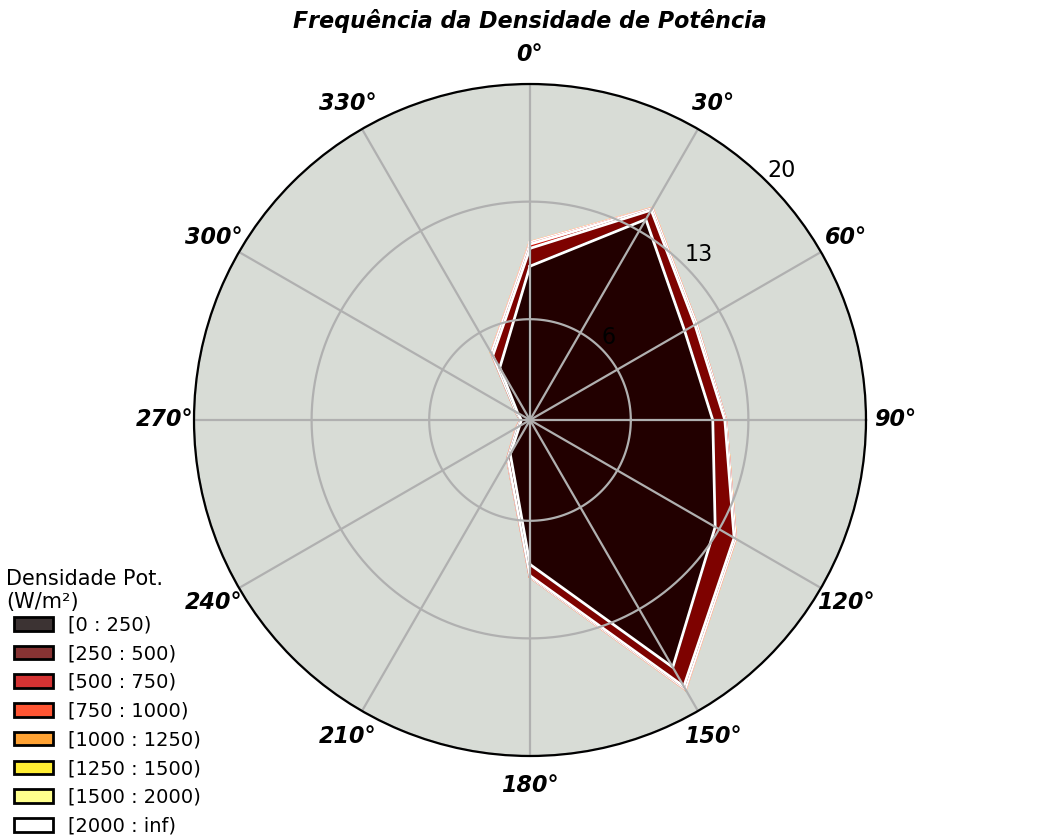 Frequência da Densidade de Potência
0°
330°
30°
20
300°
60°
13
6
270°
90°
240°
120°
210°
150°
180°
Densidade Pot.
(W/m²)
[0 : 250)
[250 : 500)
[500 : 750)
[750 : 1000)
[1000 : 1250)
[1250 : 1500)
[1500 : 2000)
[2000 : inf)